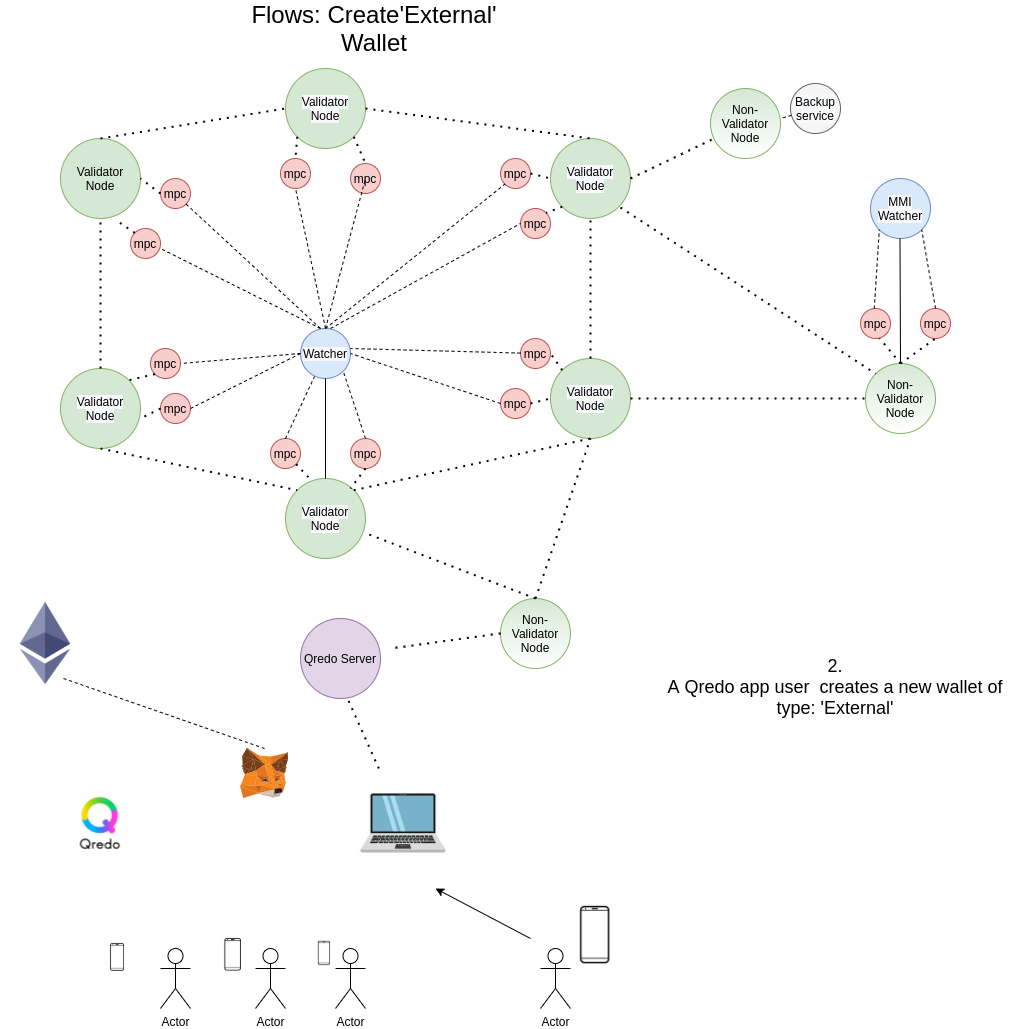 Flows: Create'External'
Wallet
Validator
Node
Non-
Validator
Node
Backup
service
Validator
Node
Validator
Node
mpc
mpc
mpc
mpc
mpc
mpc
MMI
Watcher
mpc
mpc
Watcher
mpc
mpc
mpc
mpc
Validator
Node
Validator
Node
Non-
Validator
Node
mpc
mpc
Validator
Node
Non-
Validator
Node
Qredo Server
2.
A Qredo app user  creates a new wallet of
type: 'External'
Qredo
Actor
Actor
Actor
Actor